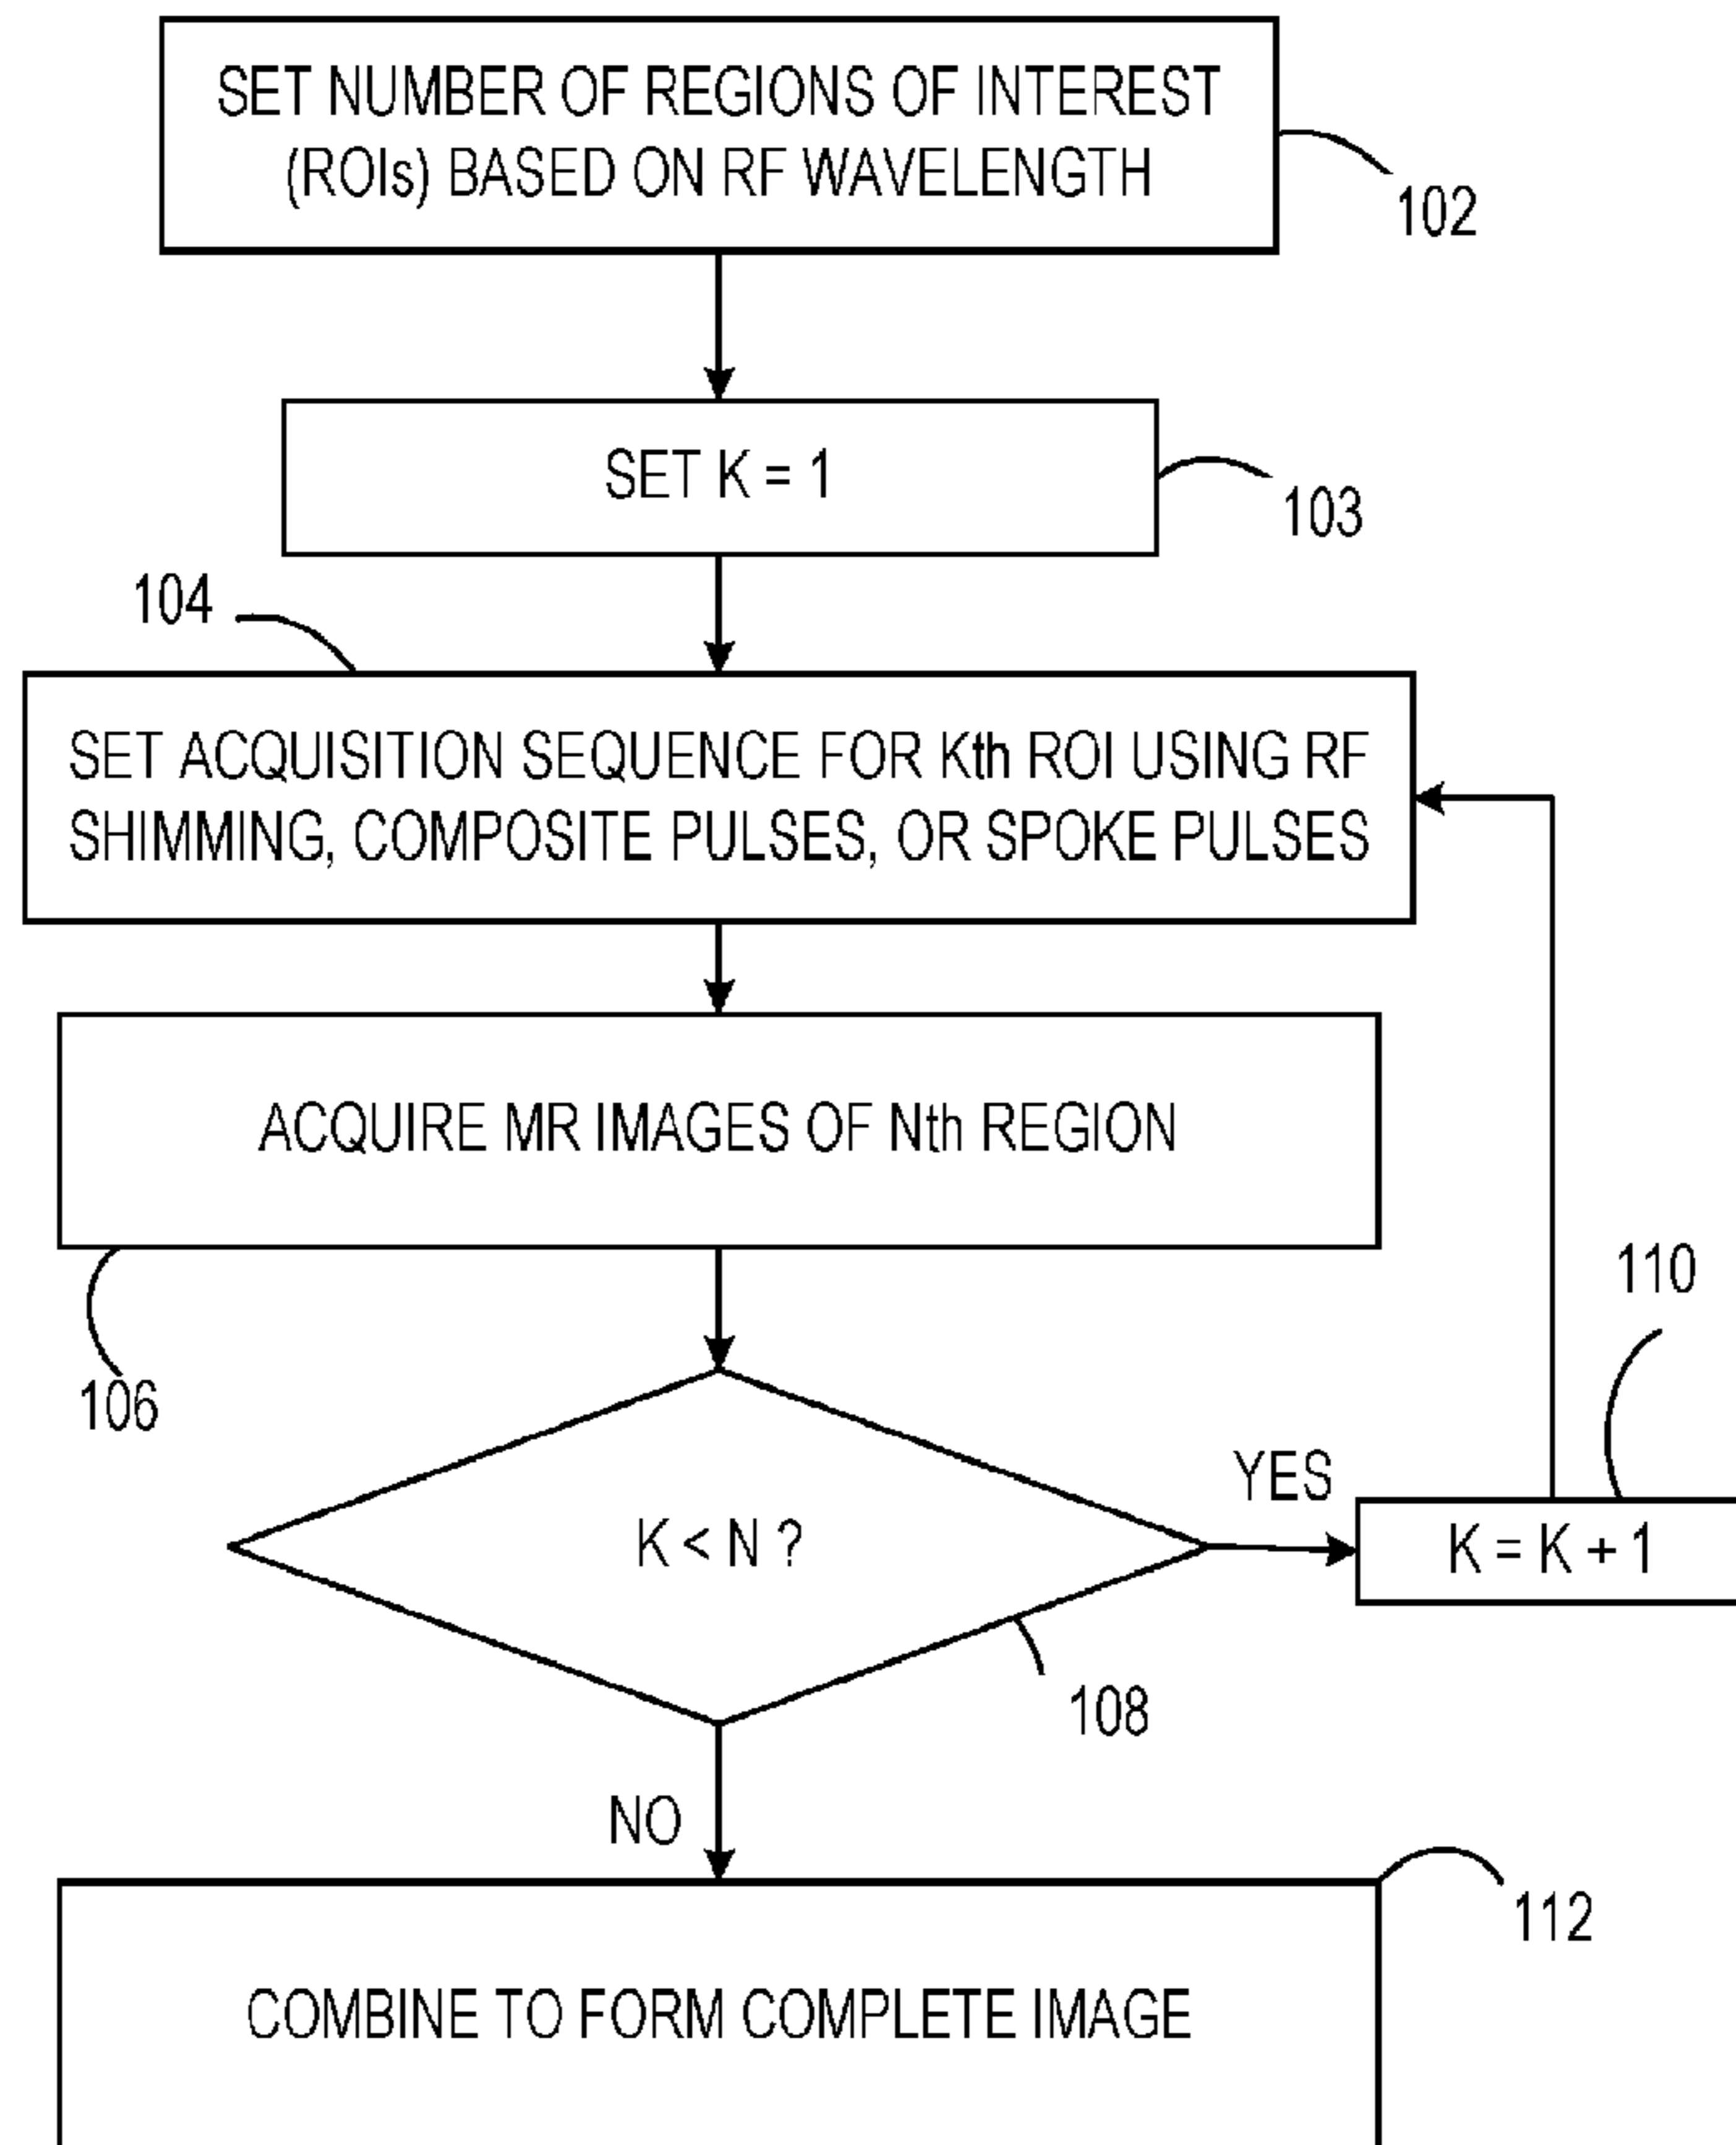 SET NUMBER OF REGIONS OF INTEREST
(ROIs) BASED ON RF WAVELENGTH
102
SET K = 1
103
104
SET ACQUISITION SEQUENCE FOR Kth ROI USING RF
SHIMMING, COMPOSITE PULSES, OR SPOKE PULSES
ACQUIRE MR IMAGES OF Nth REGION
106
110
YES
K < N ?
K = K + 1
108
NO
112
COMBINE TO FORM COMPLETE IMAGE